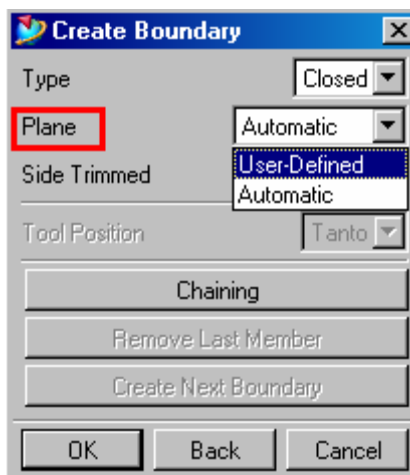 Create Boundary
Type Closed
Plane Automatic
User-Defined
Side Trimmed
Automatic
Tool Position Tanto
Chaining
Remove Last Member
Create Next Boundary
OK Back Cancel